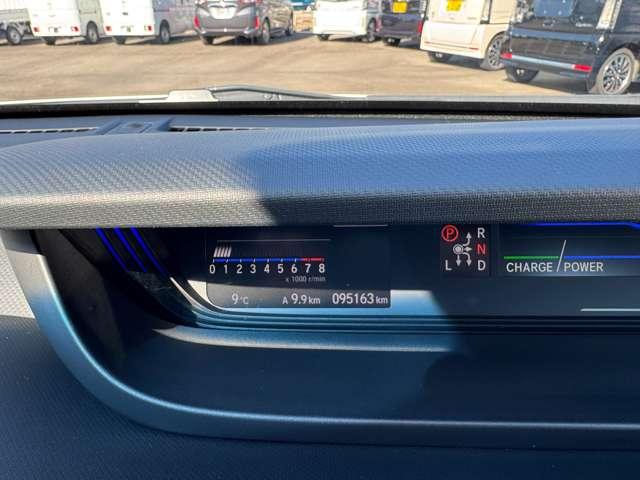 0 1 2 3 4 5 6 7 8
x 1000 r/min
9°C A 9.9 km 095163 km
P R
N
L D
CHARGE POWER